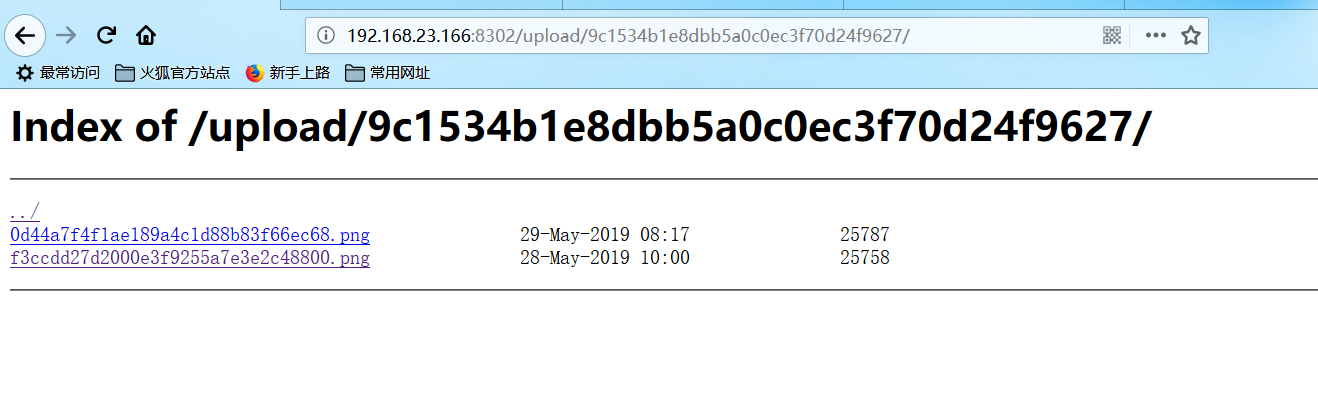 192.168.23.166:8302/upload/9c1534b1e8dbb5a0c0ec3f70d24f9627/
最常访问 火狐官方站点 新手上路 常用网址
Index of /upload/9c1534b1e8dbb5a0c0ec3f70d24f9627/
../
0d44a7f4f1ae189a4c1d88b83f66ec68.png 29-May-2019 08:17 25787
f3ccdd27d2000e3f9255a7e3e2c48800.png 28-May-2019 10:00 25758